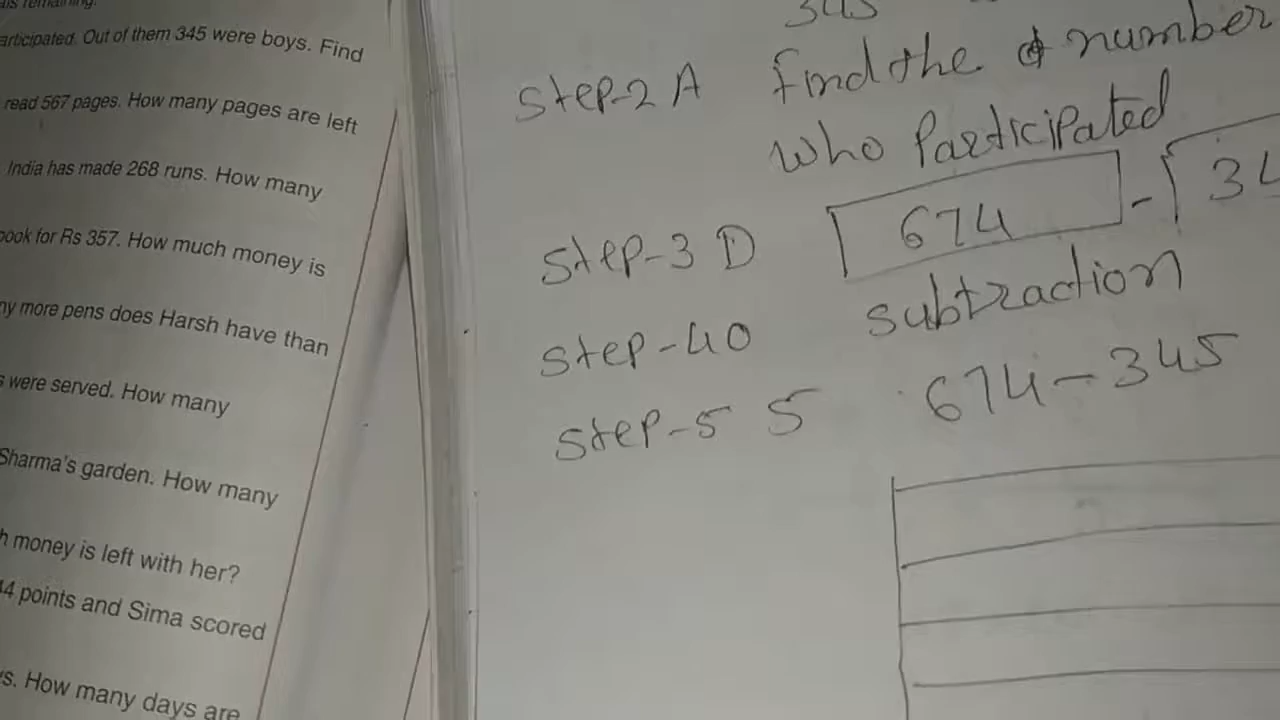 articipated. Out of them 345 were boys. Find
read 567 pages. How many pages are left
India has made 268 runs. How many
book for Rs 357. How much money is
ny more pens does Harsh have than
s were served. How many
Sharma's garden. How many
h money is left with her?
44 points and Sima scored
s. How many days are
345
Step-2 A Find the number
who Participated
Step-3 D 674 - 34
Step-40 subtraction
Step-5 5 674-345